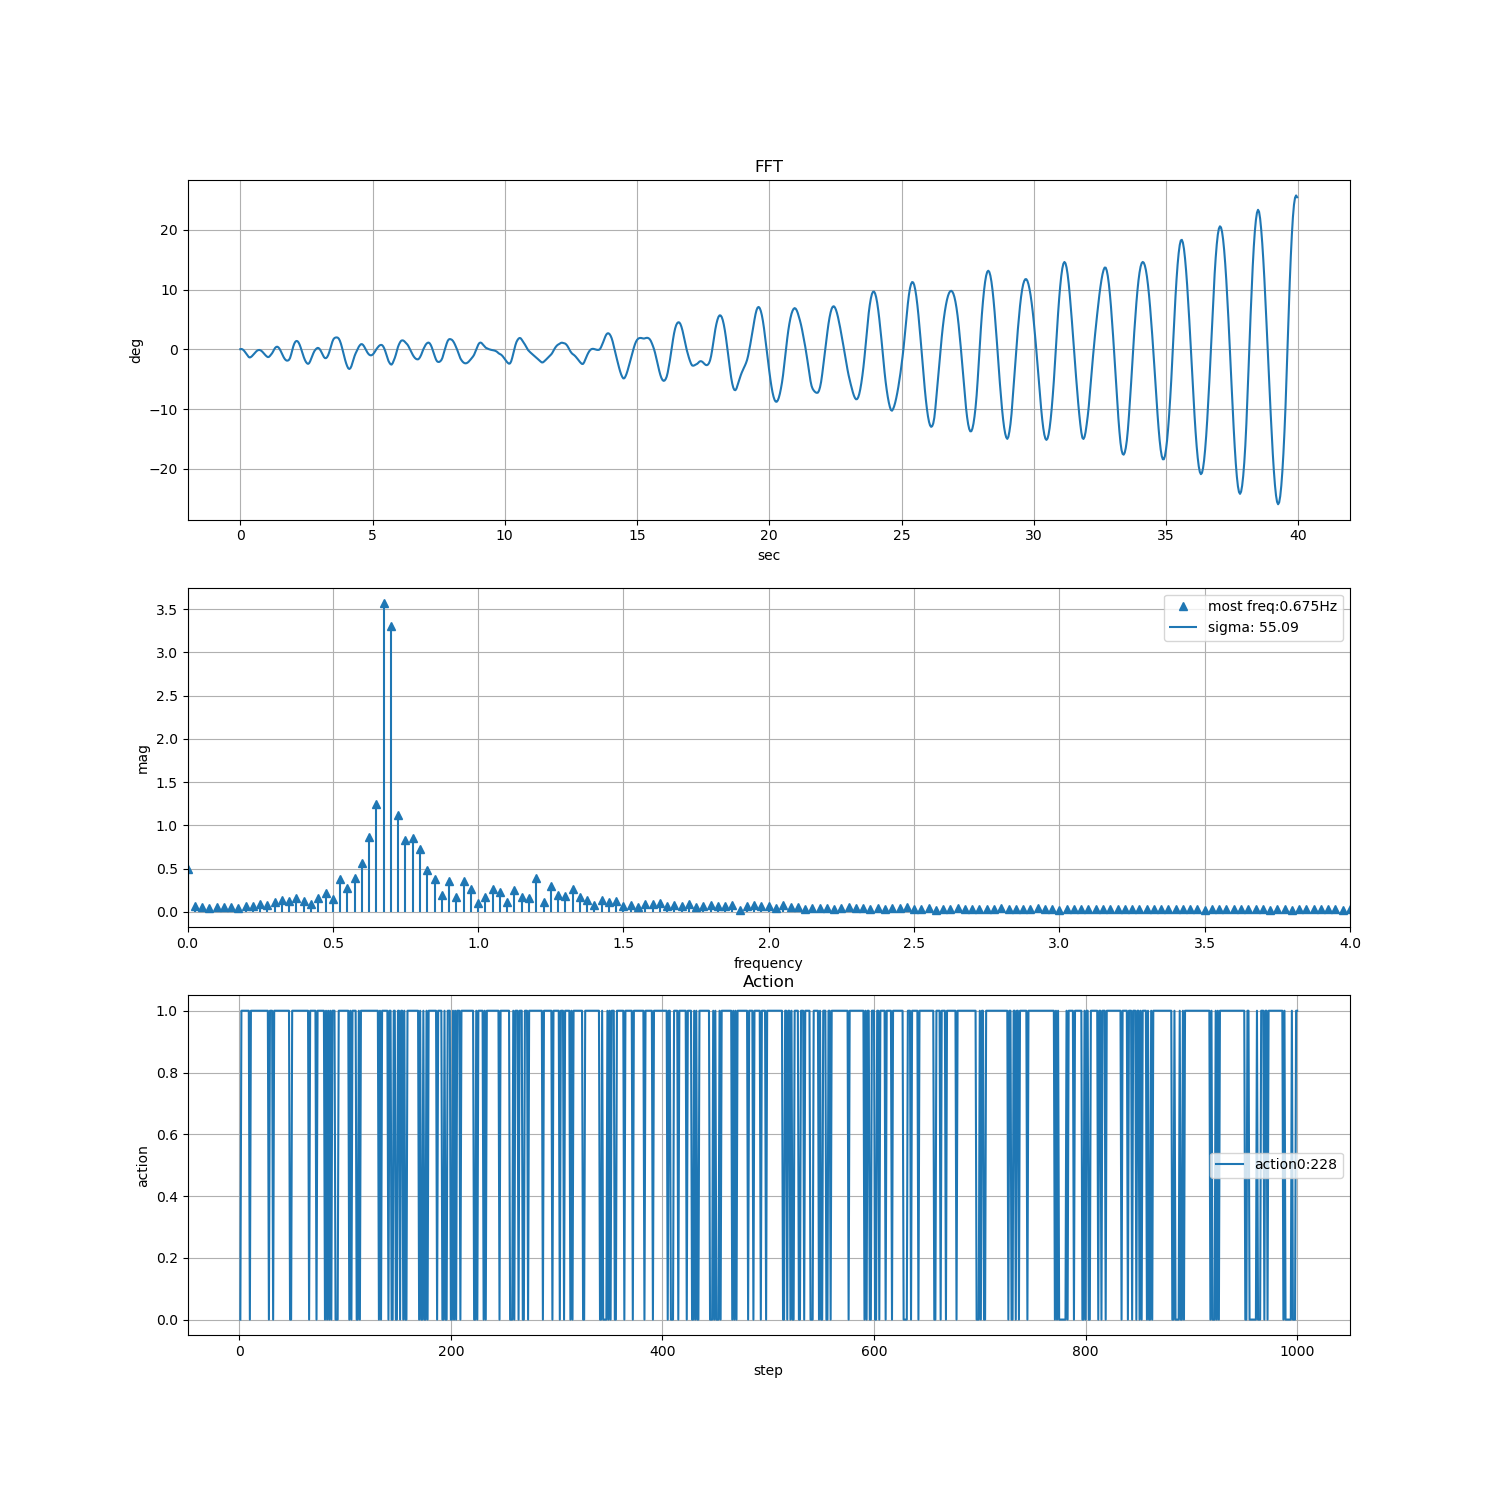 FFT
20
10
0
−10
−20
deg
0 5 10 15 20 25 30 35 40
sec
most freq:0.675Hz
sigma: 55.09
3.5
3.0
2.5
2.0
1.5
1.0
0.5
0.0
mag
0.0 0.5 1.0 1.5 2.0 2.5 3.0 3.5 4.0
frequency
Action
1.0
0.8
0.6
0.4
0.2
0.0
action
action0:228
0 200 400 600 800 1000
step